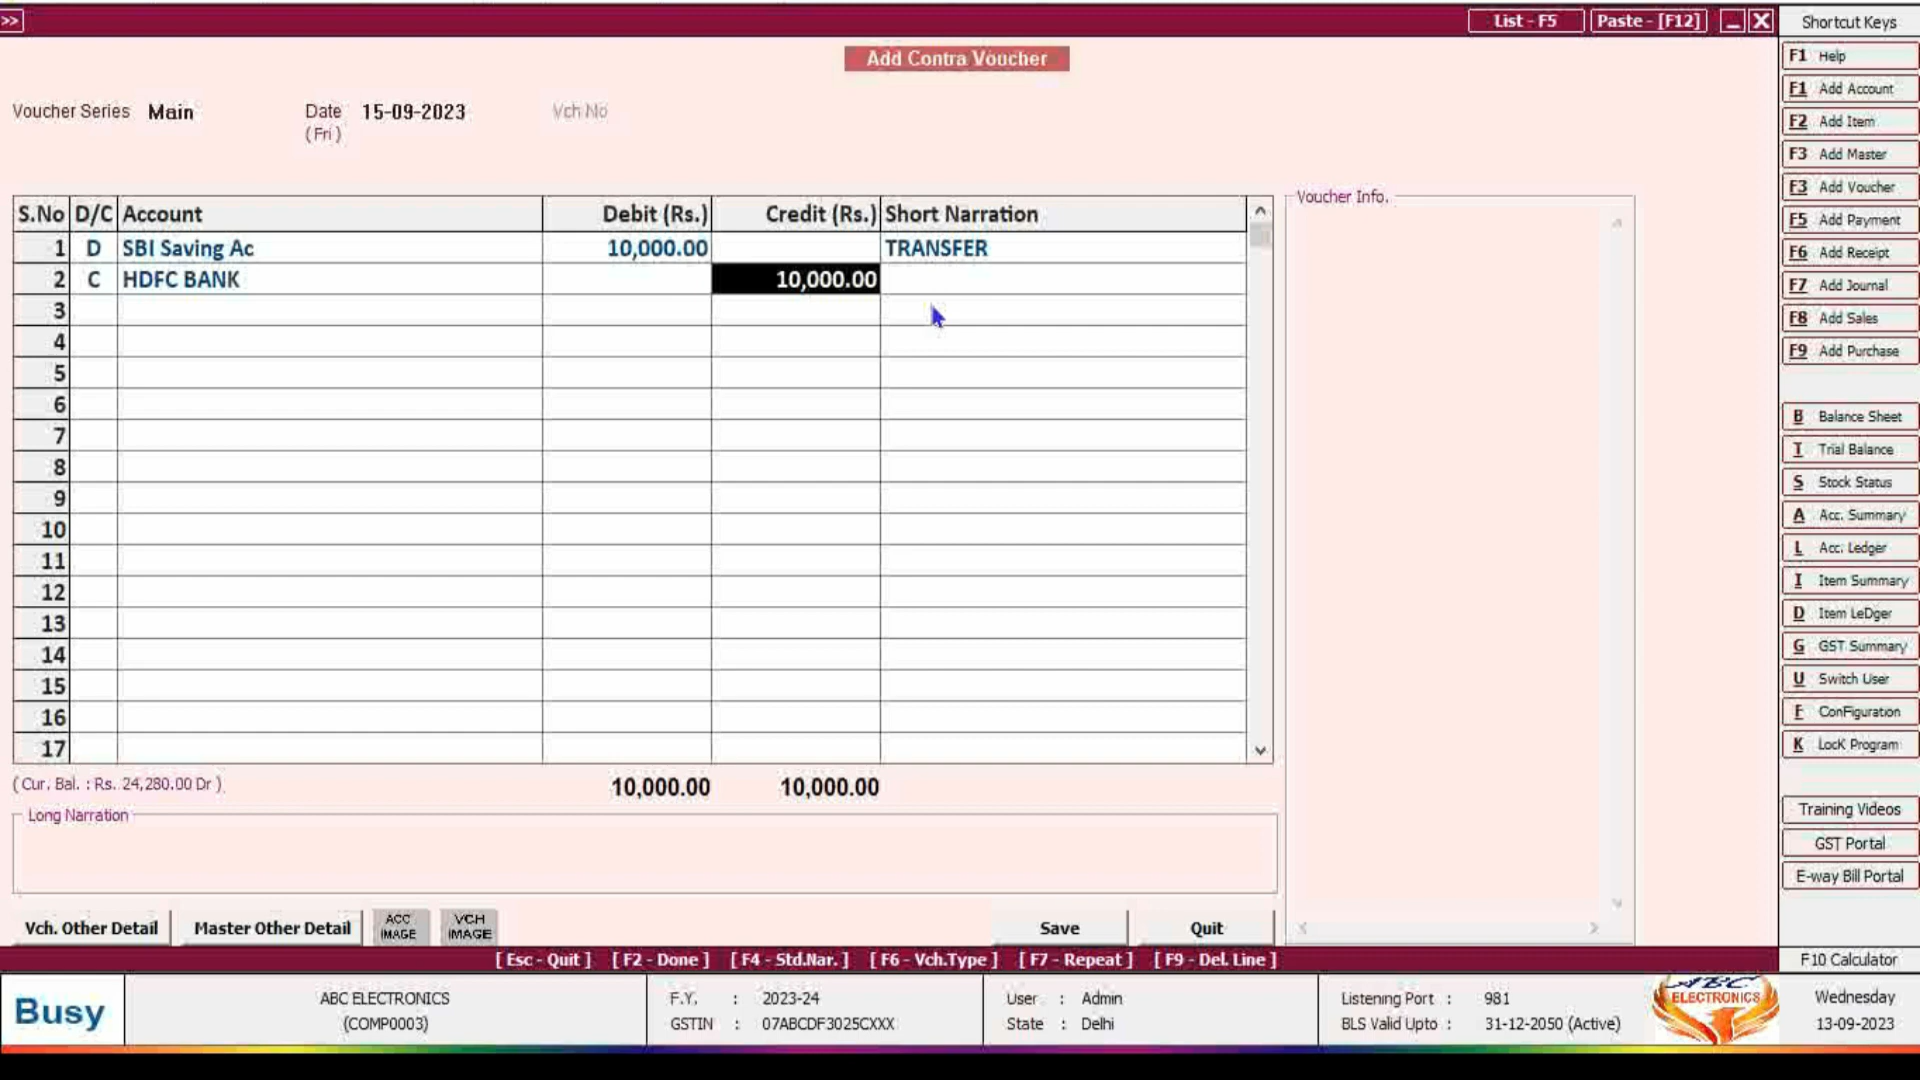 >> List - F5 Paste - [F12] _ X Shortcut Keys
Add Contra Voucher
Voucher Series Main Date 15-09-2023 Vch No
( Fri )
S.No D/C Account Debit (Rs.) Credit (Rs.) Short Narration
1 D SBI Saving Ac 10,000.00 TRANSFER
2 C HDFC BANK 10,000.00
3
4
5
6
7
8
9
10
11
12
13
14
15
16
17
( Cur. Bal. : Rs. 24,280.00 Dr ) 10,000.00 10,000.00
Long Narration
Voucher Info.
Vch. Other Detail Master Other Detail ACC IMAGE VCH IMAGE Save Quit
[ Esc - Quit ] [ F2 - Done ] [ F4 - Std.Nar. ] [ F6 - Vch.Type ] [ F7 - Repeat ] [ F9 - Del. Line ]
F1 Help
F1 Add Account
F2 Add Item
F3 Add Master
F3 Add Voucher
F5 Add Payment
F6 Add Receipt
F7 Add Journal
F8 Add Sales
F9 Add Purchase
B Balance Sheet
T Trial Balance
S Stock Status
A Acc. Summary
L Acc. Ledger
I Item Summary
D Item LeDger
G GST Summary
U Switch User
F ConFiguration
K LocK Program
Training Videos
GST Portal
E-way Bill Portal
F10 Calculator
Busy
ABC ELECTRONICS
(COMP0003)
F.Y. : 2023-24
GSTIN : 07ABCDF3025CXXX
User : Admin
State : Delhi
Listening Port : 981
BLS Valid Upto : 31-12-2050 (Active)
ABC
ELECTRONICS
Wednesday
13-09-2023